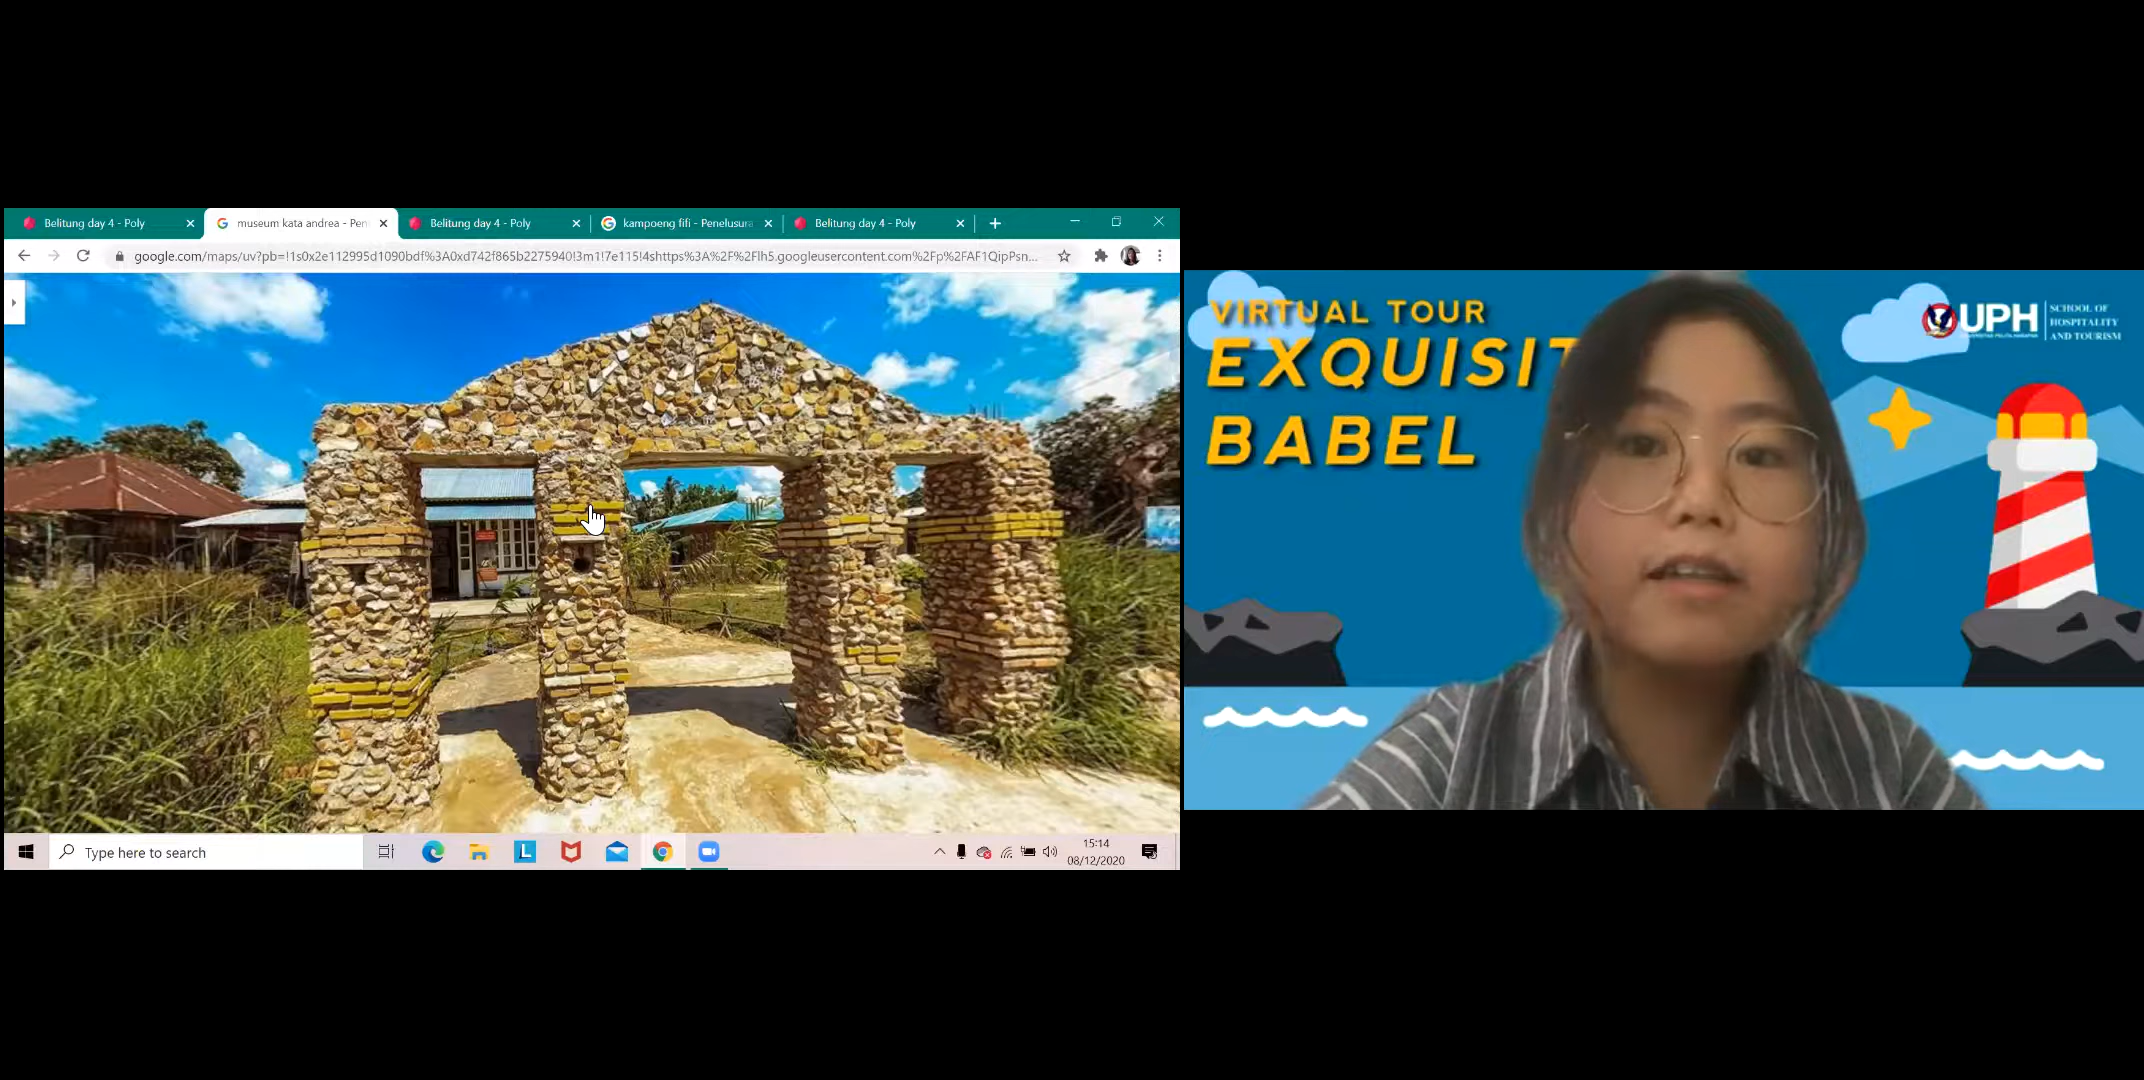 Belitung day 4 - Poly
museum kata andrea - Pen
Belitung day 4 - Poly
kampoeng fifi - Penelusura
Belitung day 4 - Poly
google.com/maps/uv?pb=!1s0x2e112995d1090bdf%3A0xd742f865b2275940!3m1!7e115!4shttps%3A%2F%2Flh5.googleusercontent.com%2Fp%2FAF1QipPsn...
Type here to search
15:14
08/12/2020
VIRTUAL TOUR
EXQUISIT
BABEL
UPH
SCHOOL OF
HOSPITALITY
AND TOURISM